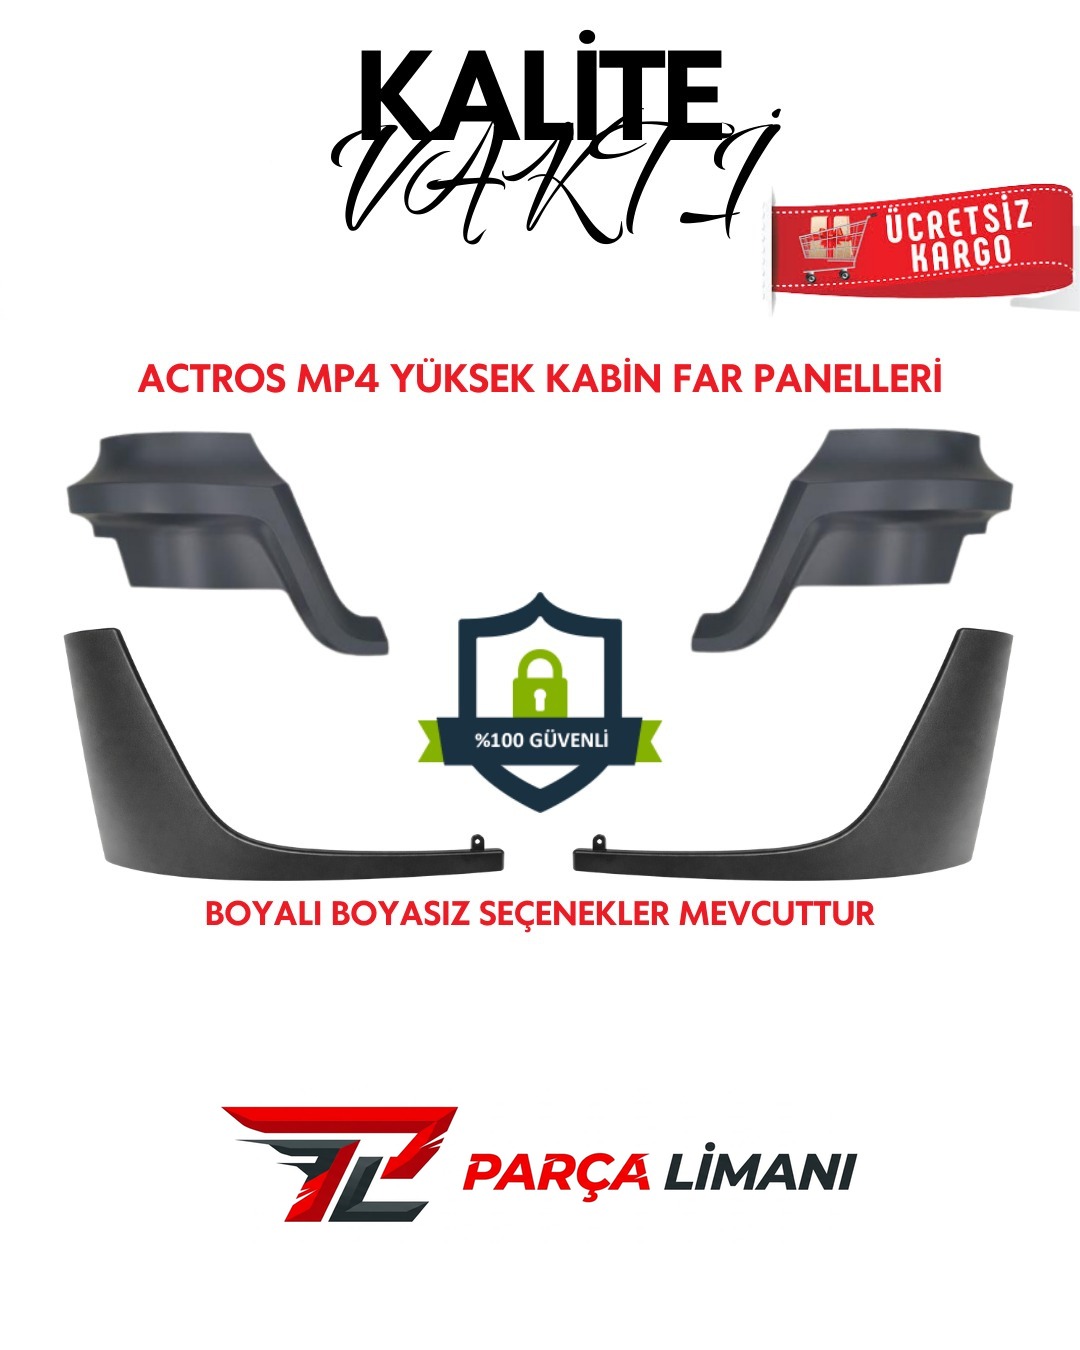 KALİTE
VAKTİ
ÜCRETSİZ
KARGO
ACTROS MP4 YÜKSEK KABİN FAR PANELLERİ
%100 GÜVENLİ
BOYALI BOYASIZ SEÇENEKLER MEVCUTTUR
PARÇA LİMANI